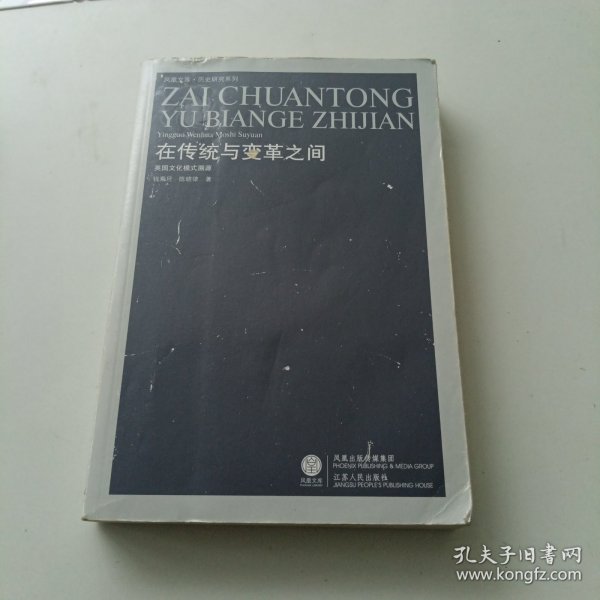 凤凰文库·历史研究系列
ZAI CHUANTONG
YU BIANGE ZHIJIAN
Yingguo Wenhua Moshi Suyuan
在传统与变革之间
英国文化模式溯源
钱乘旦 陈晓律 著
凤凰文库
凤凰出版传媒集团
PHOENIX PUBLISHING & MEDIA GROUP
江苏人民出版社
JIANGSU PEOPLE'S PUBLISHING HOUSE
孔夫子旧书网
www.kongfz.com